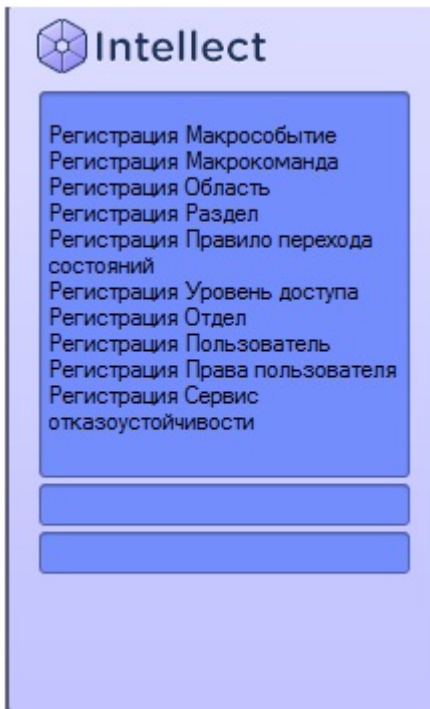 Intellect
Регистрация Макрособытие
Регистрация Макрокоманда
Регистрация Область
Регистрация Раздел
Регистрация Правило перехода
состояний
Регистрация Уровень доступа
Регистрация Отдел
Регистрация Пользователь
Регистрация Права пользователя
Регистрация Сервис
отказоустойчивости